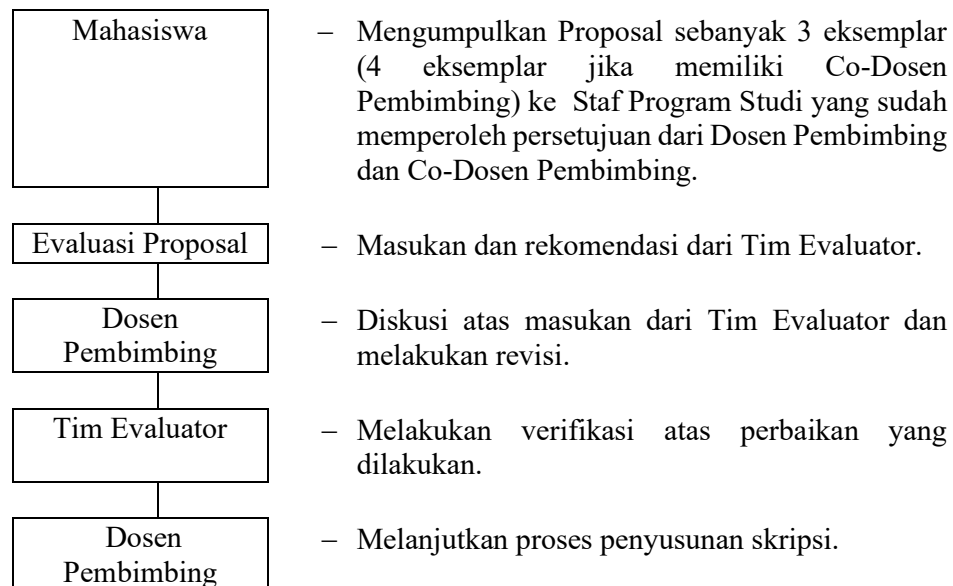 Mahasiswa
– Mengumpulkan Proposal sebanyak 3 eksemplar
(4 eksemplar jika memiliki Co-Dosen
Pembimbing) ke Staf Program Studi yang sudah
memperoleh persetujuan dari Dosen Pembimbing
dan Co-Dosen Pembimbing.
Evaluasi Proposal
– Masukan dan rekomendasi dari Tim Evaluator.
Dosen
Pembimbing
– Diskusi atas masukan dari Tim Evaluator dan
melakukan revisi.
Tim Evaluator
– Melakukan verifikasi atas perbaikan yang
dilakukan.
Dosen
Pembimbing
– Melanjutkan proses penyusunan skripsi.